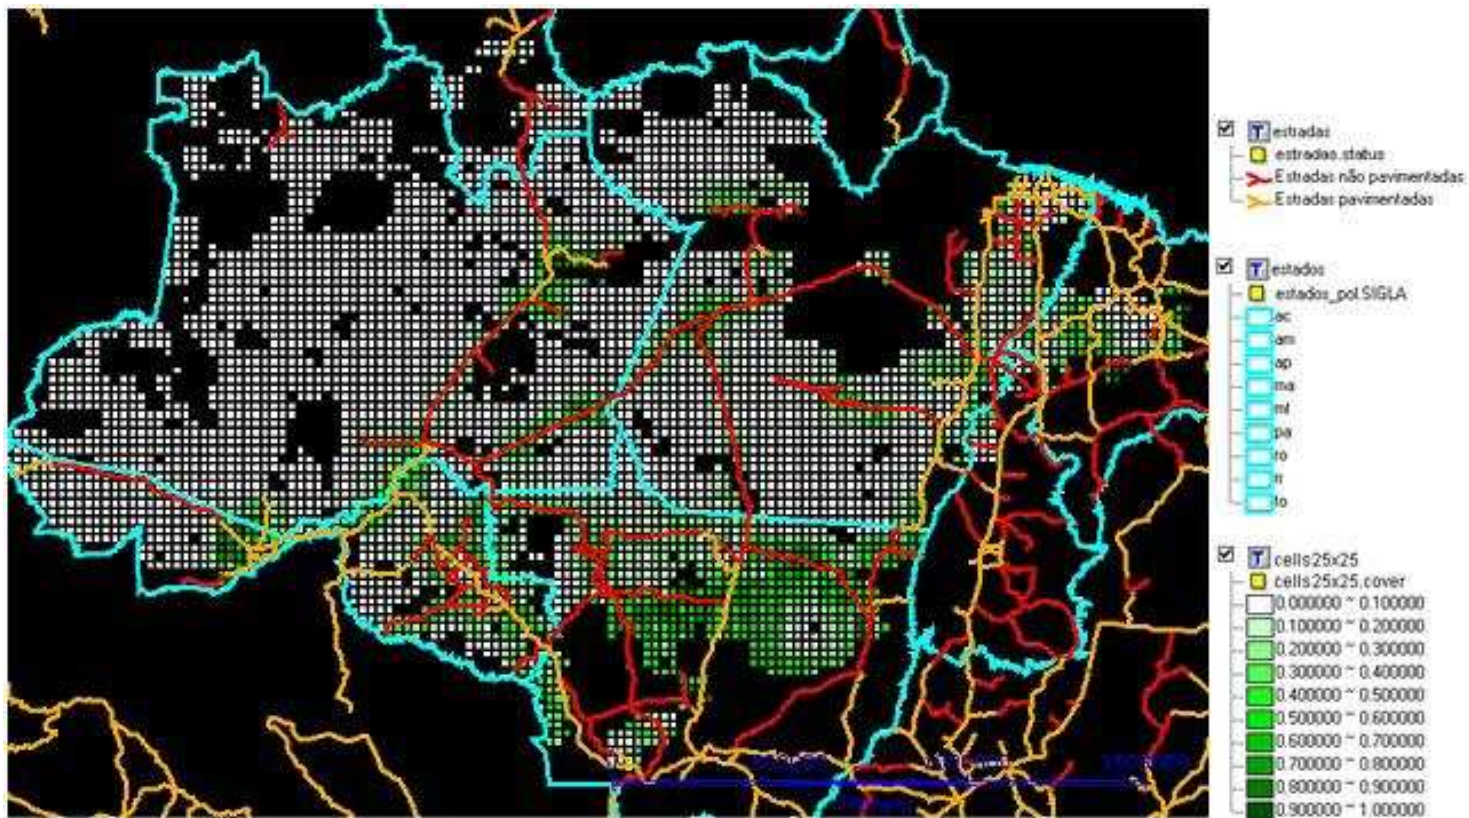 estradas
estradas.status
Estradas não pavimentadas
Estradas pavimentadas
estados
estados_pol.SIGLA
ac
am
ap
ma
mt
pa
ro
rr
to
cells25x25
cells25x25.cover
0.000000 ~ 0.100000
0.100000 ~ 0.200000
0.200000 ~ 0.300000
0.300000 ~ 0.400000
0.400000 ~ 0.500000
0.500000 ~ 0.600000
0.600000 ~ 0.700000
0.700000 ~ 0.800000
0.800000 ~ 0.900000
0.900000 ~ 1.000000